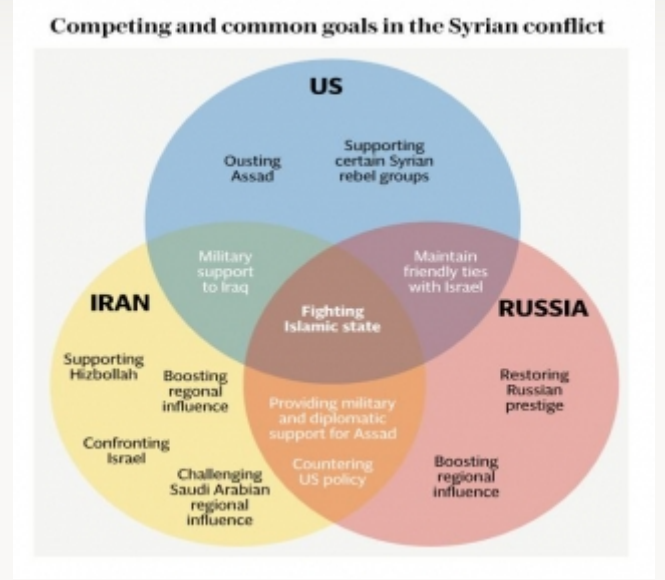 Competing and common goals in the Syrian conflict
US
Ousting
Assad
Supporting
certain Syrian
rebel groups
Military
support
to Iraq
Maintain
friendly ties
with Israel
IRAN
Fighting
Islamic state
RUSSIA
Supporting
Hizbollah
Boosting
regonal
influence
Confronting
Israel
Challenging
Saudi Arabian
regional
influence
Providing military
and diplomatic
support for Assad
Countering
US policy
Restoring
Russian
prestige
Boosting
regional
influence